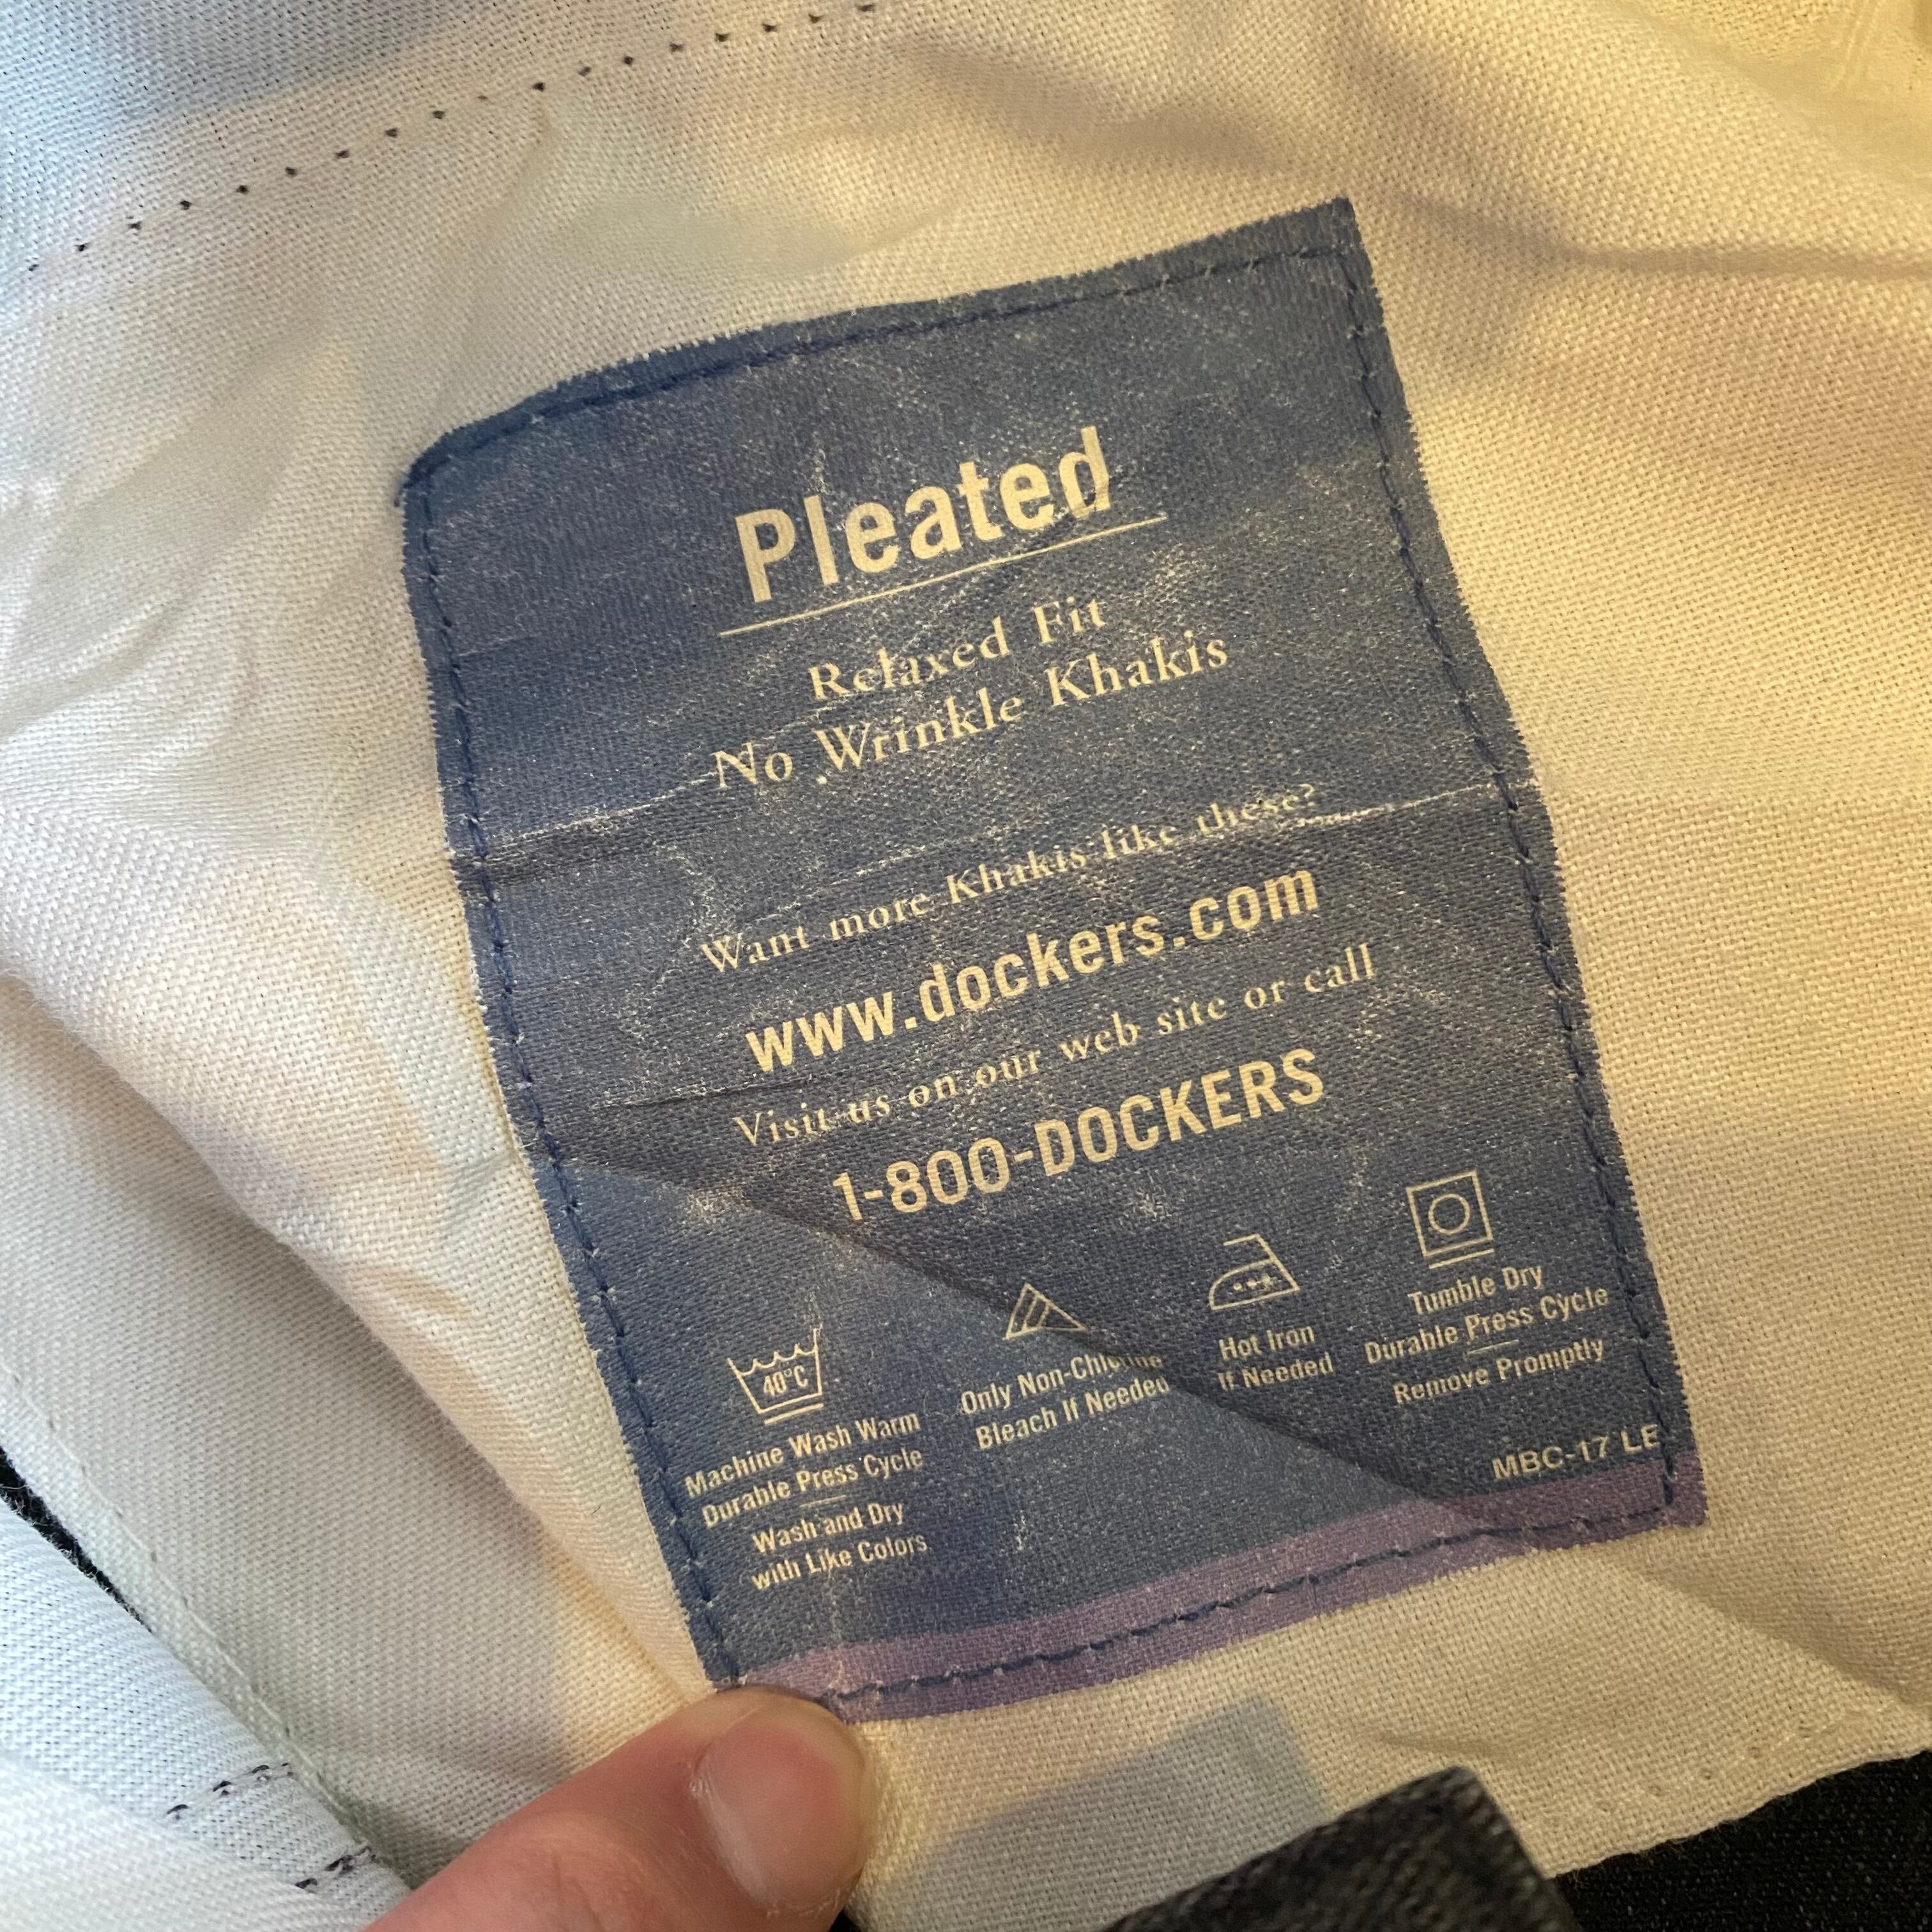 Pleated
Relaxed Fit
No Wrinkle Khakis
Want more Khakis like these?
www.dockers.com
Visit us on our web site or call
1-800-DOCKERS
40°C
Machine Wash Warm
Durable Press Cycle
Wash and Dry
with Like Colors
Only Non-Chlorine
Bleach If Needed
Hot Iron
If Needed
Tumble Dry
Durable Press Cycle
Remove Promptly
MBC-17 LE